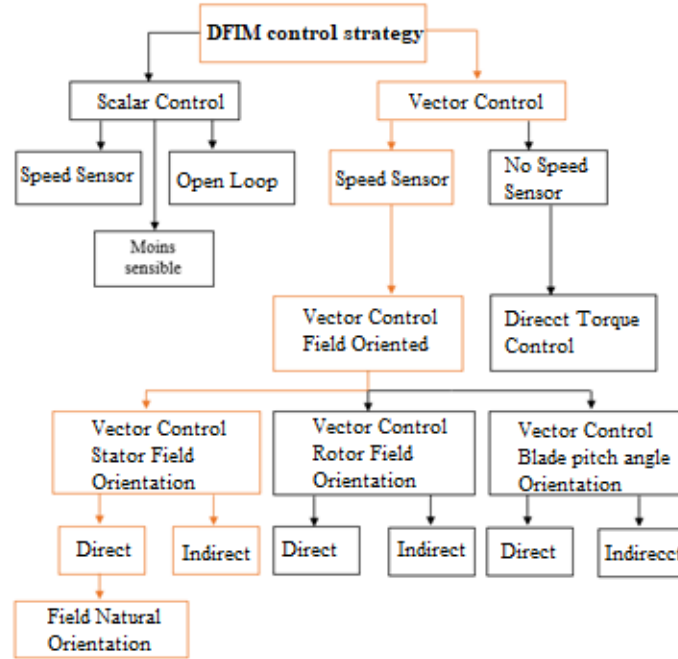 DFIM control strategy
Scalar Control
Vector Control
Speed Sensor
Open Loop
Speed Sensor
No Speed
Sensor
Moins
sensible
Vector Control
Field Oriented
Direcct Torque
Control
Vector Control
Stator Field
Orientation
Vector Control
Rotor Field
Orientation
Vector Control
Blade pitch angle
Orientation
Direct
Indirect
Direct
Indirect
Direct
Indirecct
Field Natural
Orientation